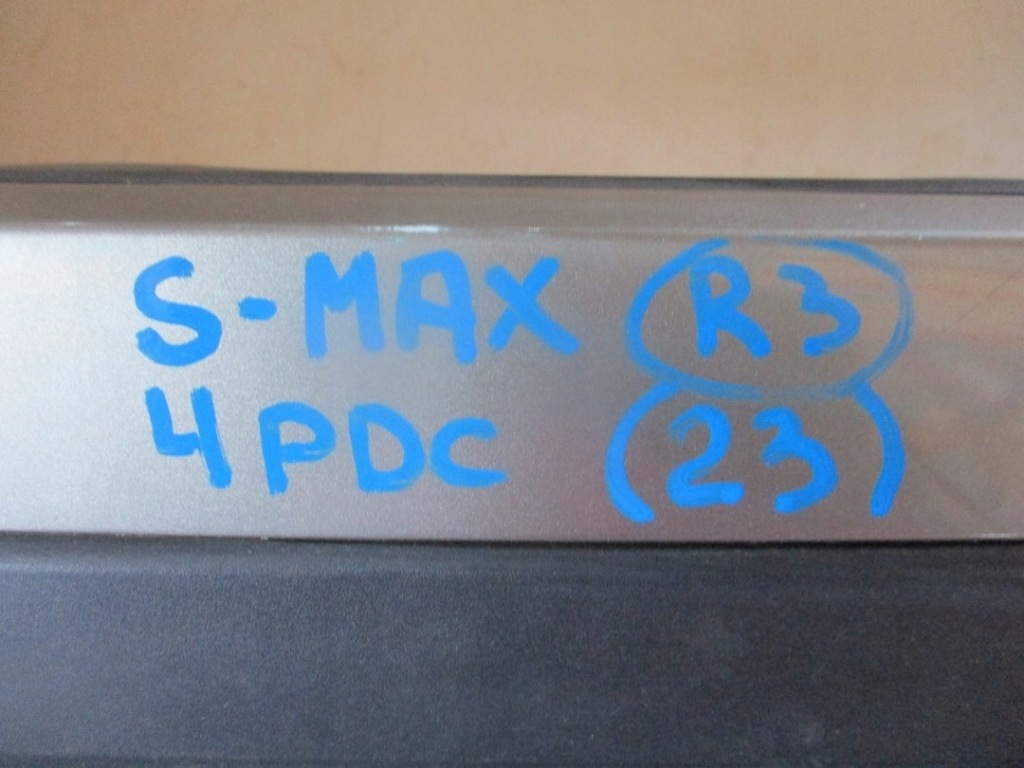 S-MAX R3
4PDC (23)